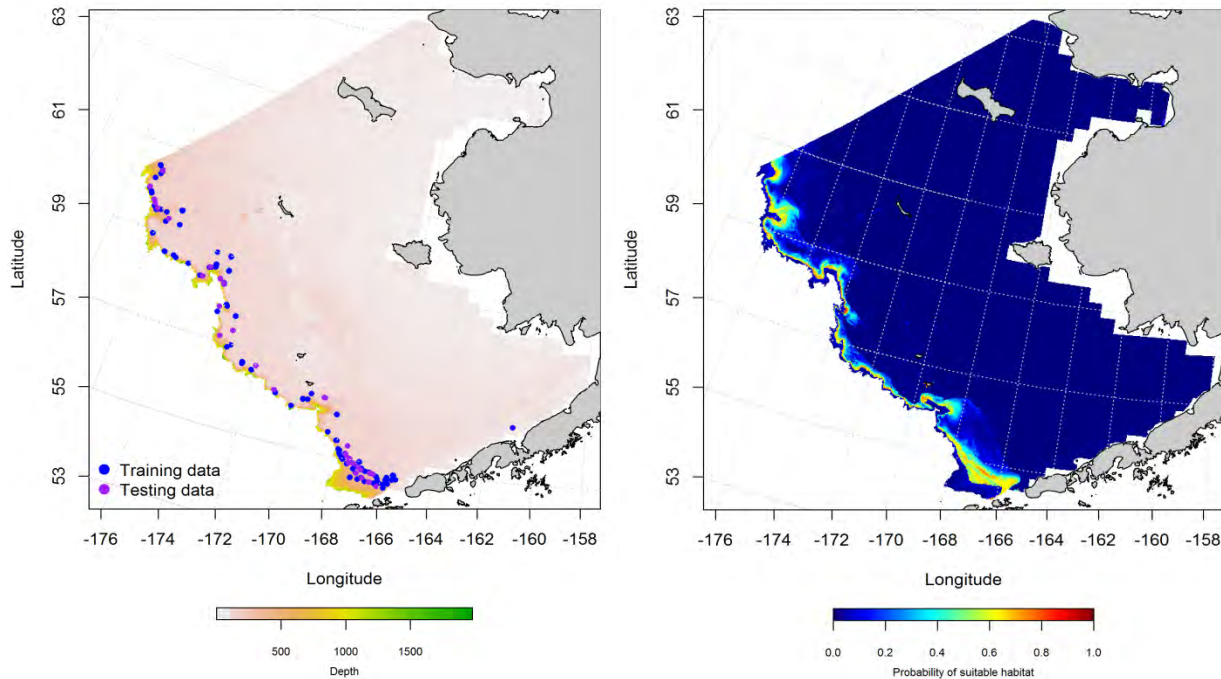 63
61
59
57
55
53
Latitude
Training data
Testing data
-176 -174 -172 -170 -168 -166 -164 -162 -160 -158
Longitude
500 1000 1500
Depth
63
61
59
57
55
53
Latitude
-176 -174 -172 -170 -168 -166 -164 -162 -160 -158
Longitude
0.0 0.2 0.4 0.6 0.8 1.0
Probability of suitable habitat